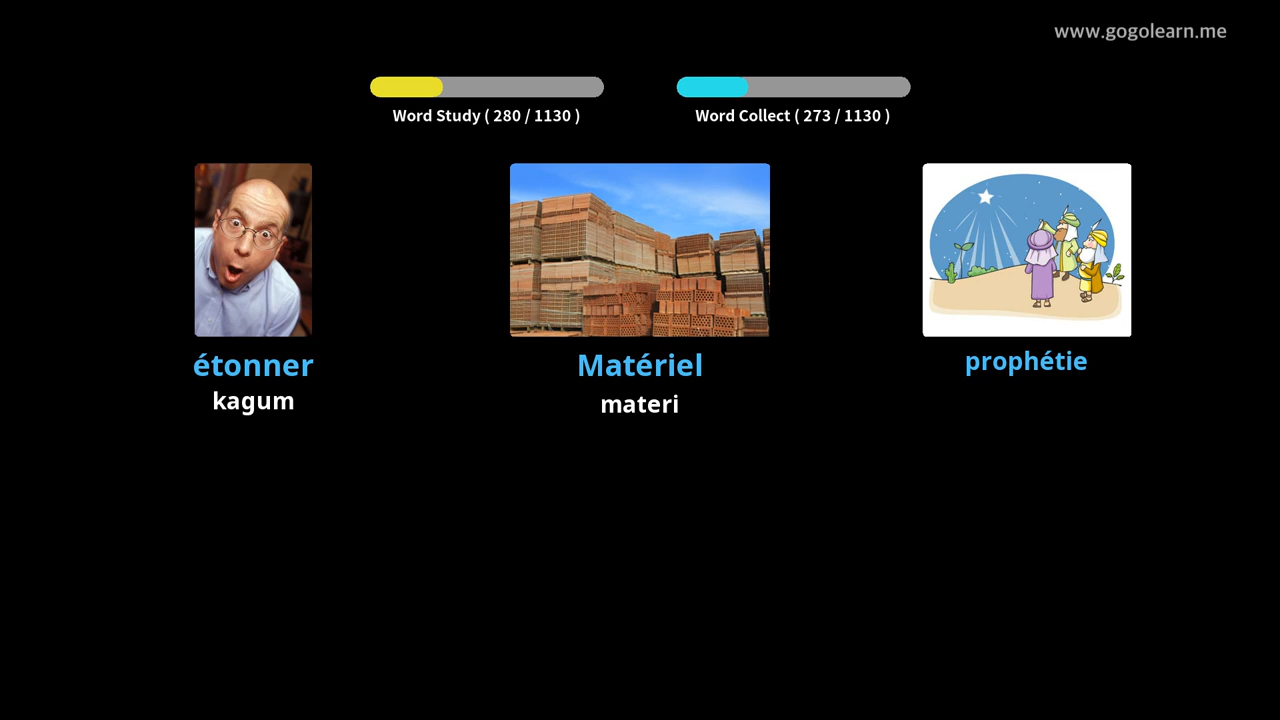 www.gogolearn.me
Word Study ( 280 / 1130 )
Word Collect ( 273 / 1130 )
étonner
kagum
Matériel
materi
prophétie